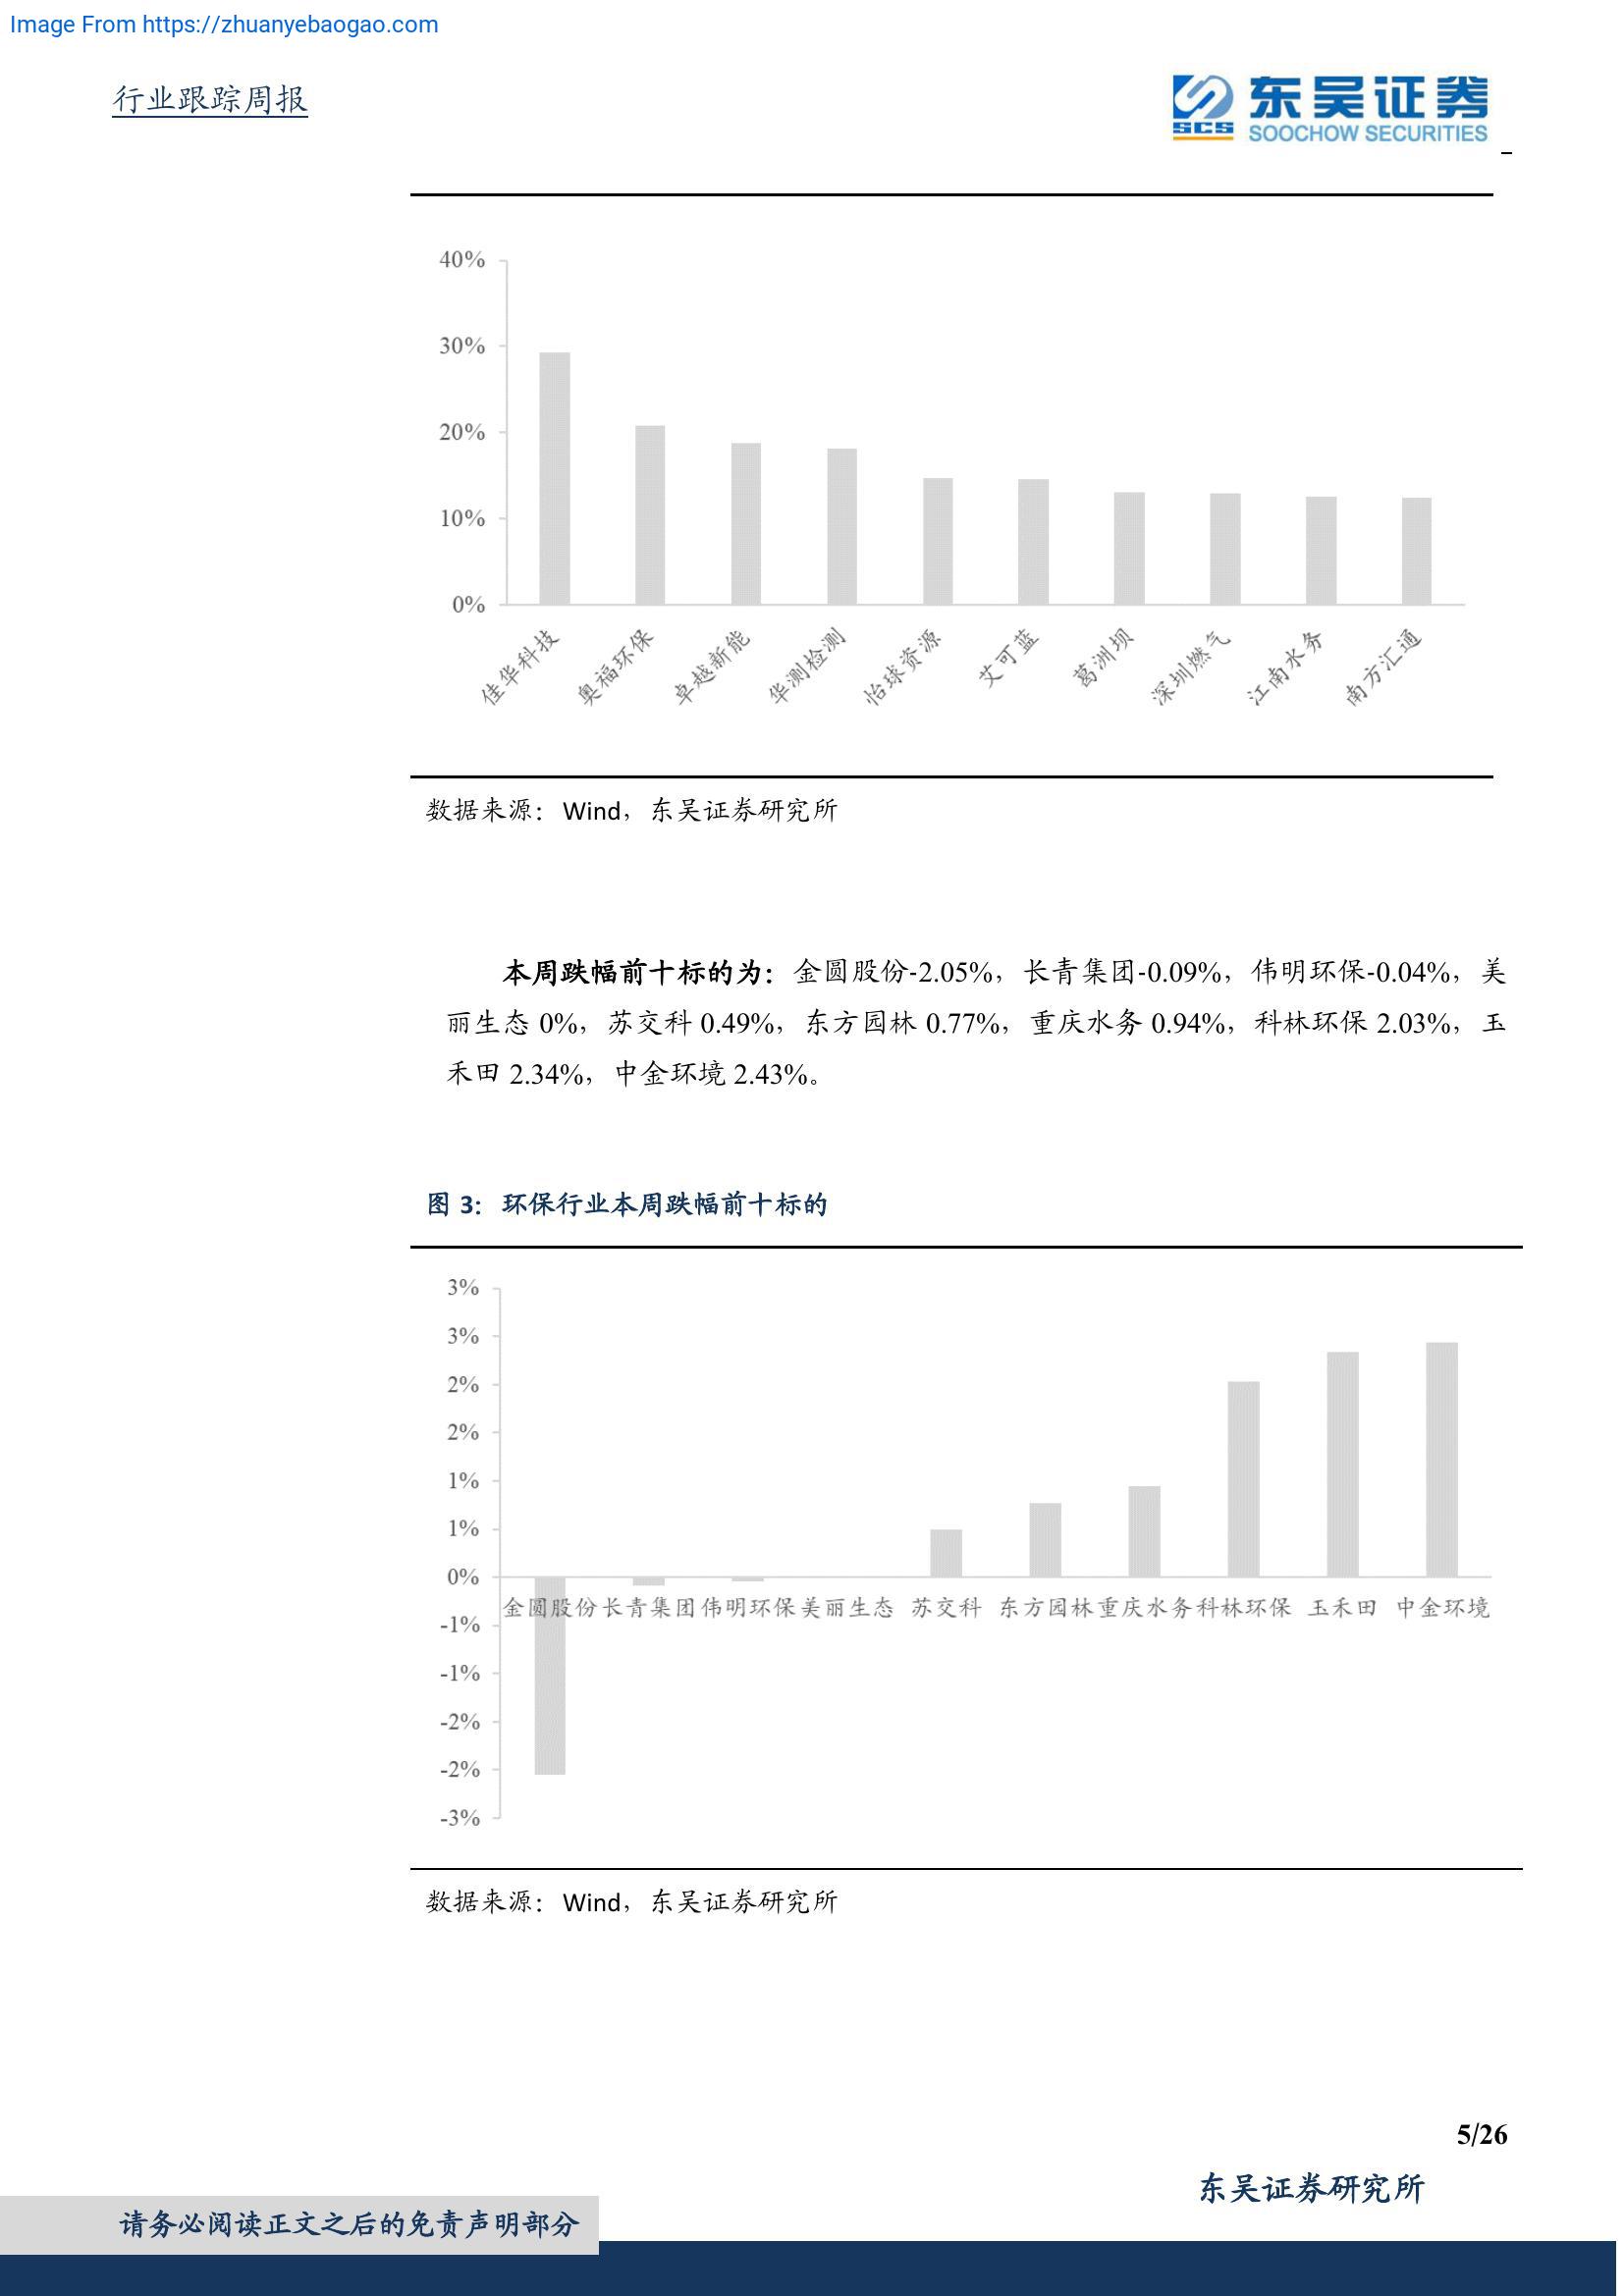 Image From https://zhuanyebaogao.com
行业跟踪周报
东吴证券
SCS
SOOCHOW SECURITIES
40%
30%
20%
10%
0%
佳华科技
奥福环保
卓越新能
华测检测
怡球资源
艾可蓝
葛洲坝
深圳燃气
江南水务
南方汇通
数据来源：Wind，东吴证券研究所
本周跌幅前十标的为：金圆股份-2.05%，长青集团-0.09%，伟明环保-0.04%，美
丽生态 0%，苏交科 0.49%，东方园林 0.77%，重庆水务 0.94%，科林环保 2.03%，玉
禾田 2.34%，中金环境 2.43%。
图 3：环保行业本周跌幅前十标的
3%
3%
2%
2%
1%
1%
0%
金圆股份 长青集团 伟明环保 美丽生态 苏交科 东方园林 重庆水务 科林环保 玉禾田 中金环境
-1%
-1%
-2%
-2%
-3%
数据来源：Wind，东吴证券研究所
5/26
东吴证券研究所
请务必阅读正文之后的免责声明部分